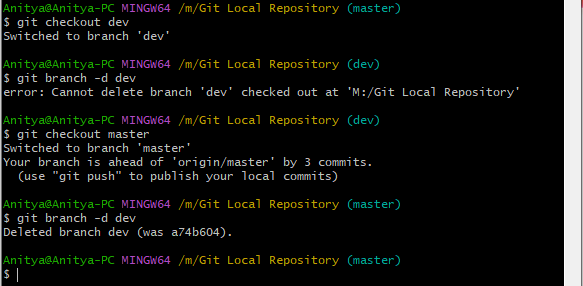 Anitya@Anitya-PC MINGW64 /m/Git Local Repository (master)
$ git checkout dev
Switched to branch 'dev'
Anitya@Anitya-PC MINGW64 /m/Git Local Repository (dev)
$ git branch -d dev
error: Cannot delete branch 'dev' checked out at 'M:/Git Local Repository'
Anitya@Anitya-PC MINGW64 /m/Git Local Repository (dev)
$ git checkout master
Switched to branch 'master'
Your branch is ahead of 'origin/master' by 3 commits.
  (use "git push" to publish your local commits)
Anitya@Anitya-PC MINGW64 /m/Git Local Repository (master)
$ git branch -d dev
Deleted branch dev (was a74b604).
Anitya@Anitya-PC MINGW64 /m/Git Local Repository (master)
$